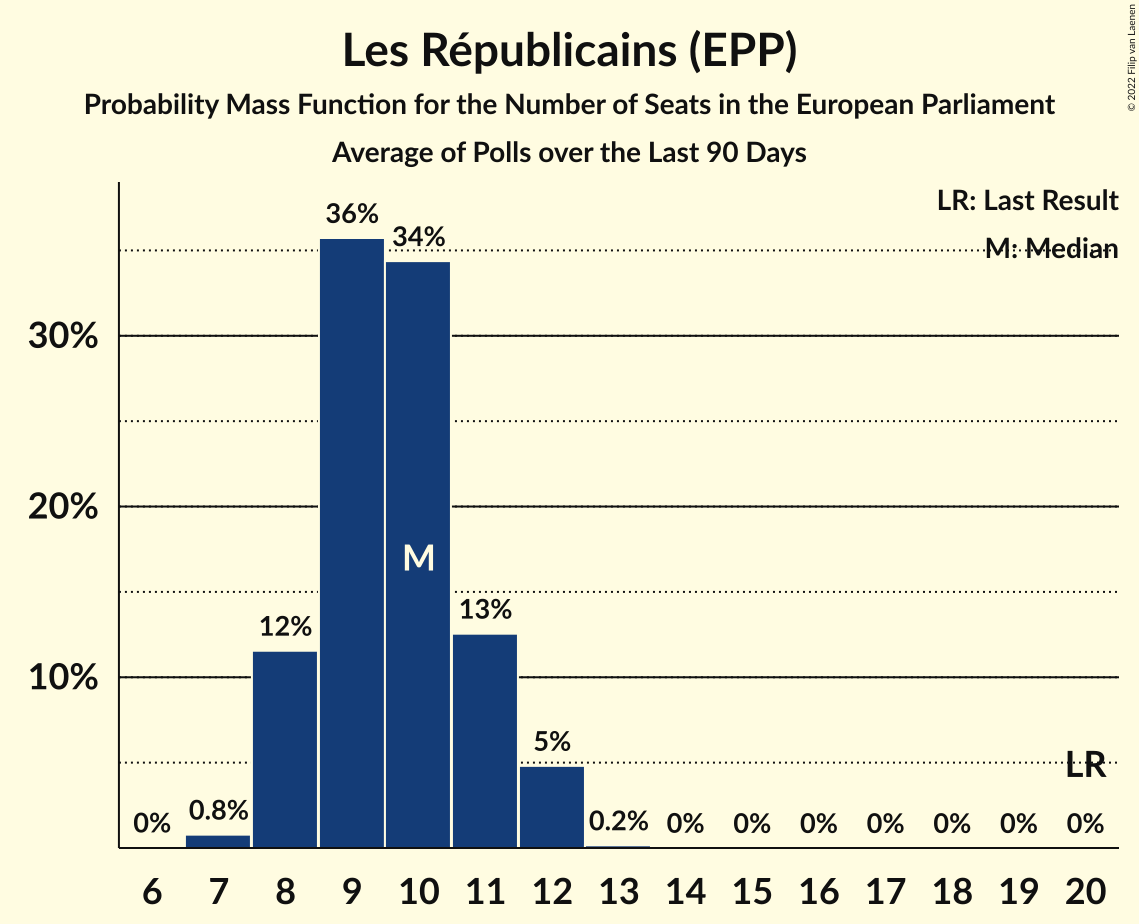 Les Républicains (EPP)
Probability Mass Function for the Number of Seats in the European Parliament
Average of Polls over the Last 90 Days
© 2022 Filip van Laenen
LR: Last Result
M: Median
36%
34%
30%
20%
M
13%
12%
10%
5%
LR
0%
0.8%
0.2%
0%
0%
0%
0%
0%
0%
0%
6 7 8 9 10 11 12 13 14 15 16 17 18 19 20